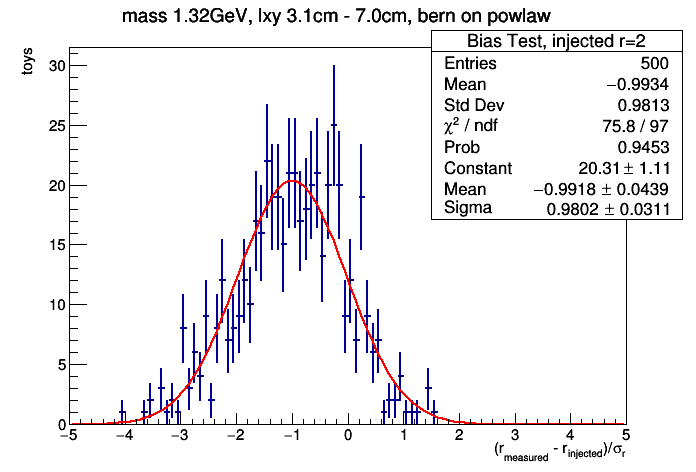 mass 1.32GeV, lxy 3.1cm - 7.0cm, bern on powlaw
Bias Test, injected r=2
Entries 500
Mean −0.9934
Std Dev 0.9813
χ² / ndf 75.8 / 97
Prob 0.9453
Constant 20.31 ± 1.11
Mean −0.9918 ± 0.0439
Sigma 0.9802 ± 0.0311
toys
30
25
20
15
10
5
0
−5 −4 −3 −2 −1 0 1 2 3 4 5
(r_measured - r_injected)/σ_r